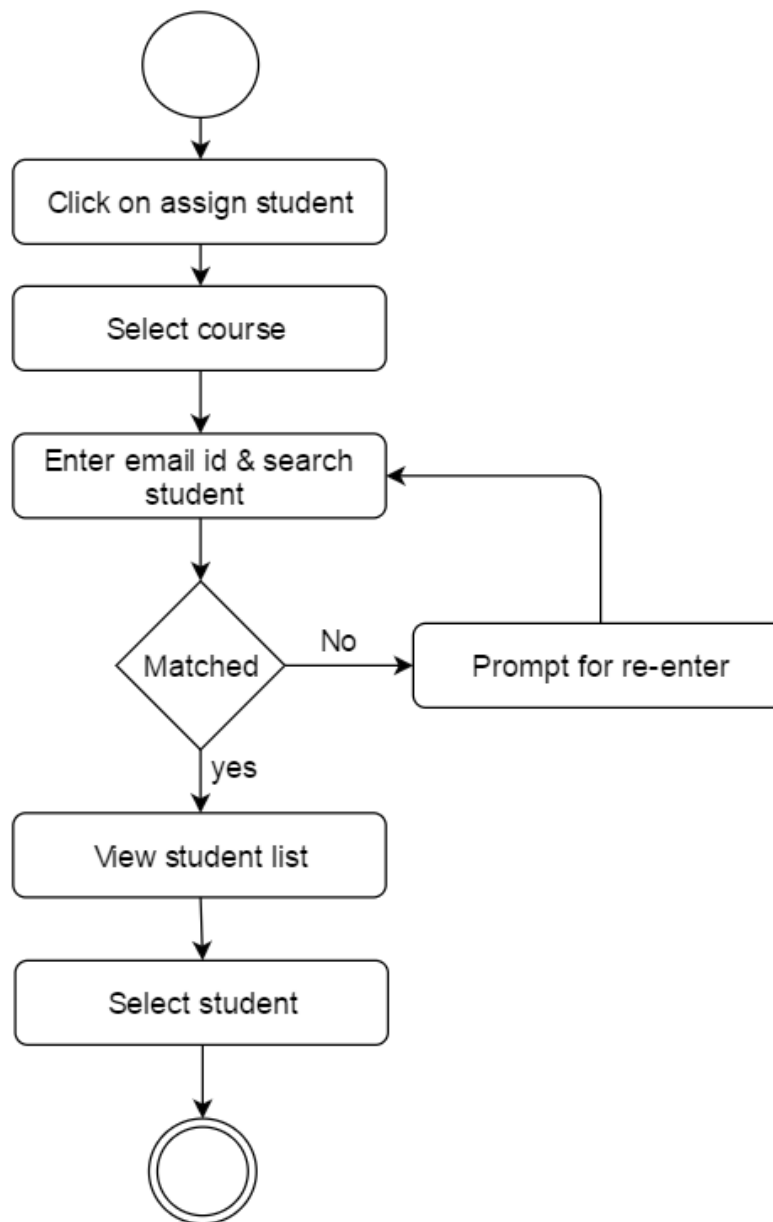 Click on assign student
Select course
Enter email id & search
student
Matched
No
Prompt for re-enter
yes
View student list
Select student